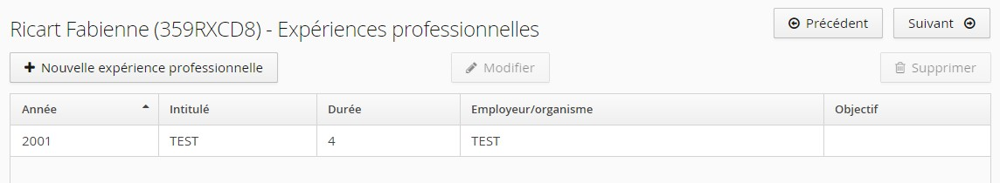 Ricart Fabienne (359RXCD8) - Expériences professionnelles
Précédent
Suivant
Nouvelle expérience professionnelle
Modifier
Supprimer
Année Intitulé Durée Employeur/organisme Objectif
2001 TEST 4 TEST